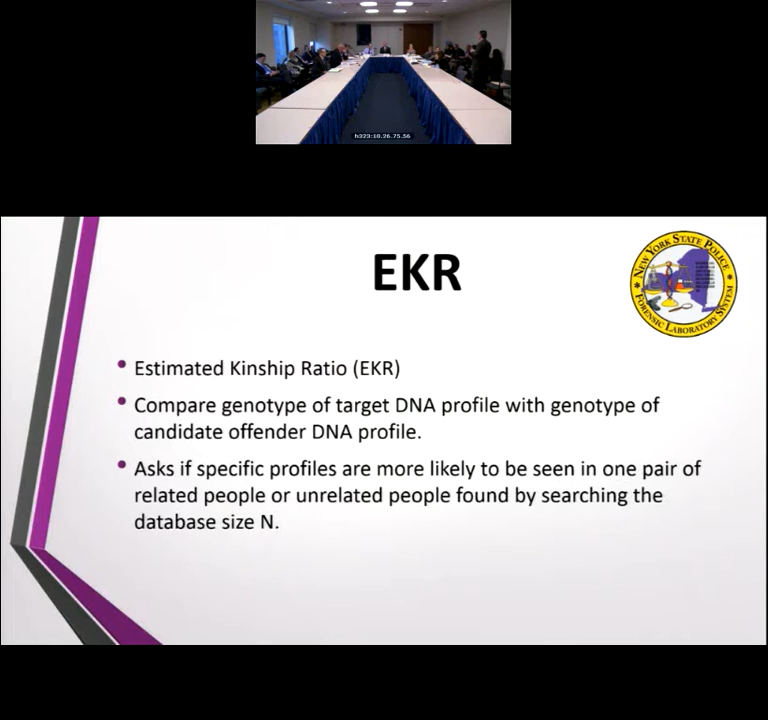 h323:10.26.75.56
EKR
NEW YORK STATE POLICE
FORENSIC LABORATORY SYSTEM
• Estimated Kinship Ratio (EKR)
• Compare genotype of target DNA profile with genotype of
candidate offender DNA profile.
• Asks if specific profiles are more likely to be seen in one pair of
related people or unrelated people found by searching the
database size N.